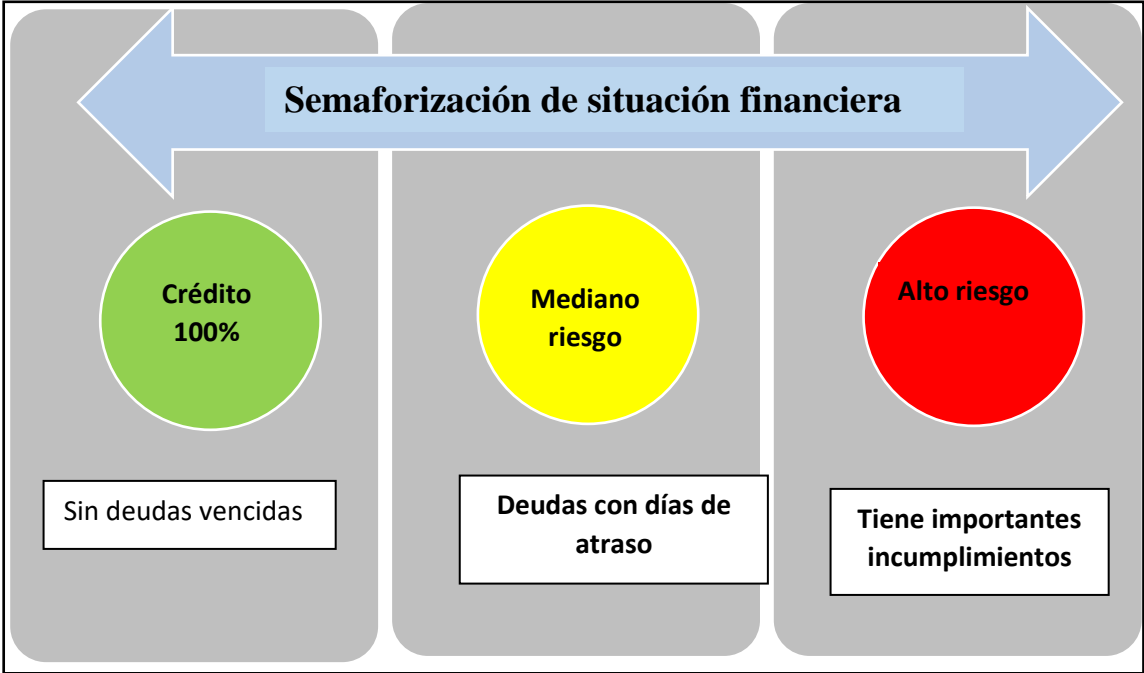 Semaforización de situación financiera
Crédito
100%
Mediano
riesgo
Alto riesgo
Sin deudas vencidas
Deudas con días de
atraso
Tiene importantes
incumplimientos